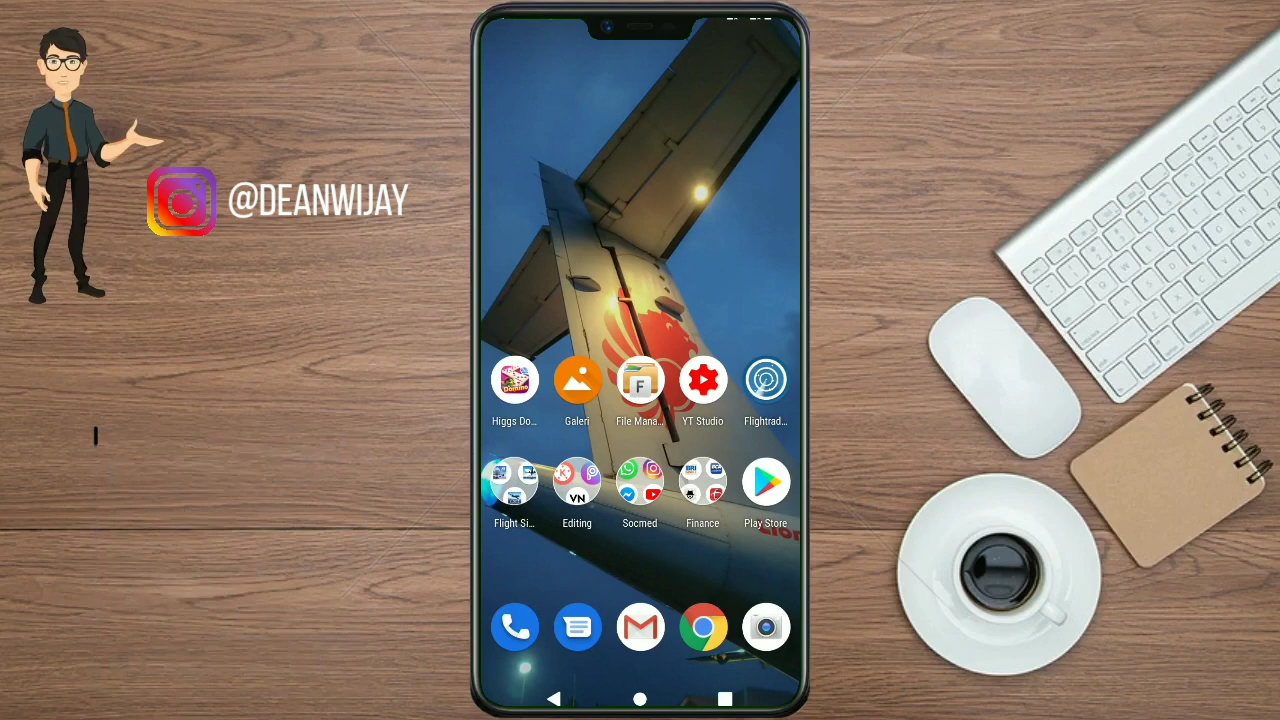 @DEANWIJAY
Higgs Do...
Galeri
File Mana...
YT Studio
Flightrad...
Flight Si...
Editing
Socmed
Finance
Play Store